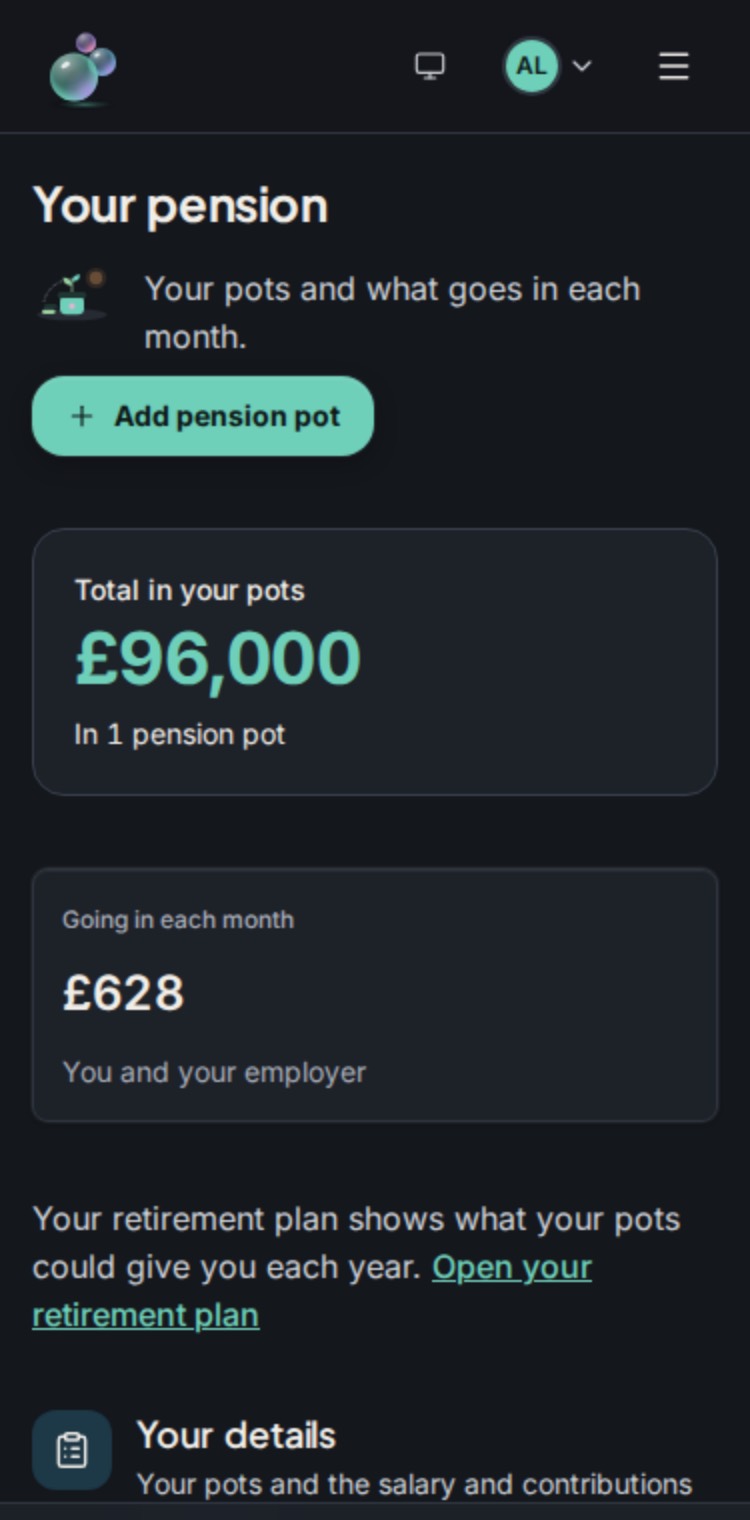 AL
Your pension
Your pots and what goes in each
month.
Add pension pot
Total in your pots
£96,000
In 1 pension pot
Going in each month
£628
You and your employer
Your retirement plan shows what your pots
could give you each year. Open your
retirement plan
Your details
Your pots and the salary and contributions